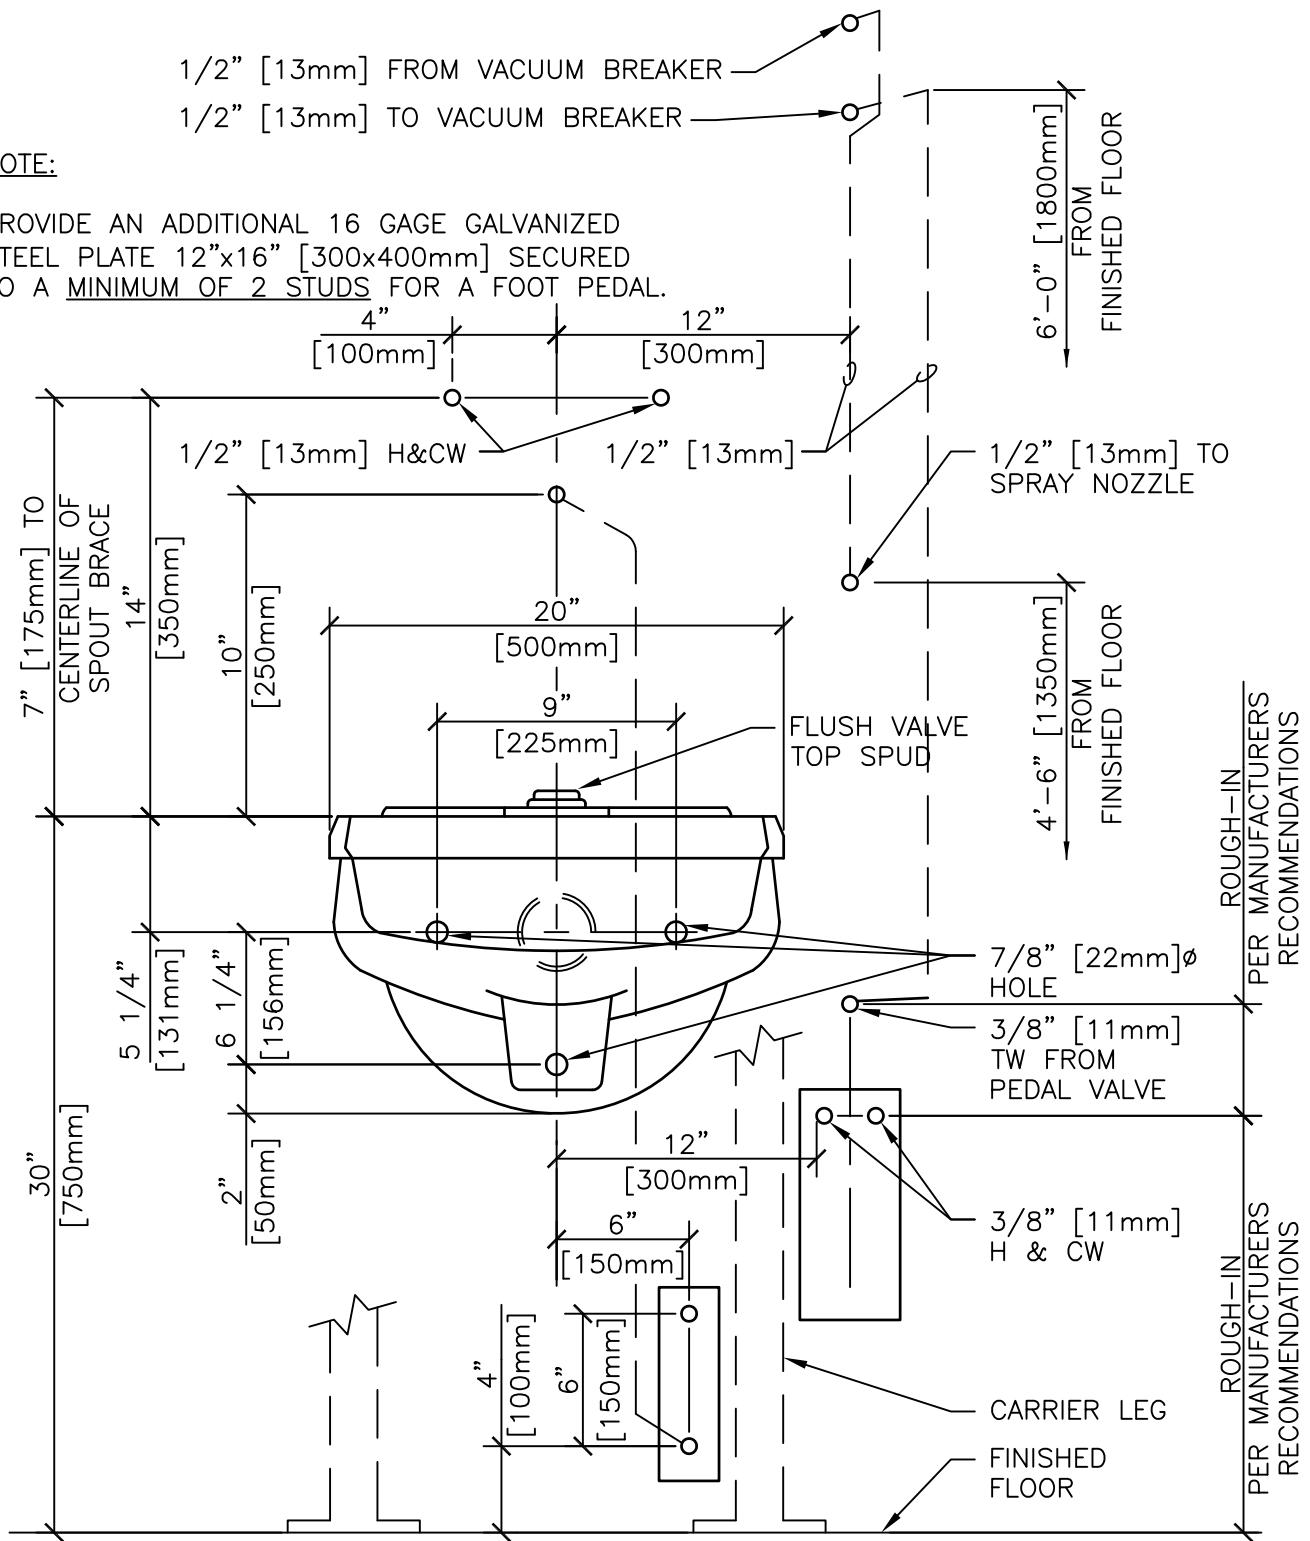 1/2” [13mm] FROM VACUUM BREAKER
1/2” [13mm] TO VACUUM BREAKER
OTE:
ROVIDE AN ADDITIONAL 16 GAGE GALVANIZED
TEEL PLATE 12”x16” [300x400mm] SECURED
O A MINIMUM OF 2 STUDS FOR A FOOT PEDAL.
6’-0” [1800mm]
FROM
FINISHED FLOOR
4”
[100mm]
12”
[300mm]
1/2” [13mm] H&CW
1/2” [13mm]
1/2” [13mm] TO
SPRAY NOZZLE
7” [175mm] TO
CENTERLINE OF
SPOUT BRACE
14”
[350mm]
10”
[250mm]
20”
[500mm]
9”
[225mm]
FLUSH VALVE
TOP SPUD
4’-6” [1350mm]
FROM
FINISHED FLOOR
ROUGH-IN
PER MANUFACTURERS
RECOMMENDATIONS
5 1/4”
[131mm]
6 1/4”
[156mm]
7/8” [22mm]ø
HOLE
3/8” [11mm]
TW FROM
PEDAL VALVE
30”
[750mm]
2”
[50mm]
12”
[300mm]
6”
[150mm]
3/8” [11mm]
H & CW
4”
[100mm]
6”
[150mm]
ROUGH-IN
PER MANUFACTURERS
RECOMMENDATIONS
CARRIER LEG
FINISHED
FLOOR